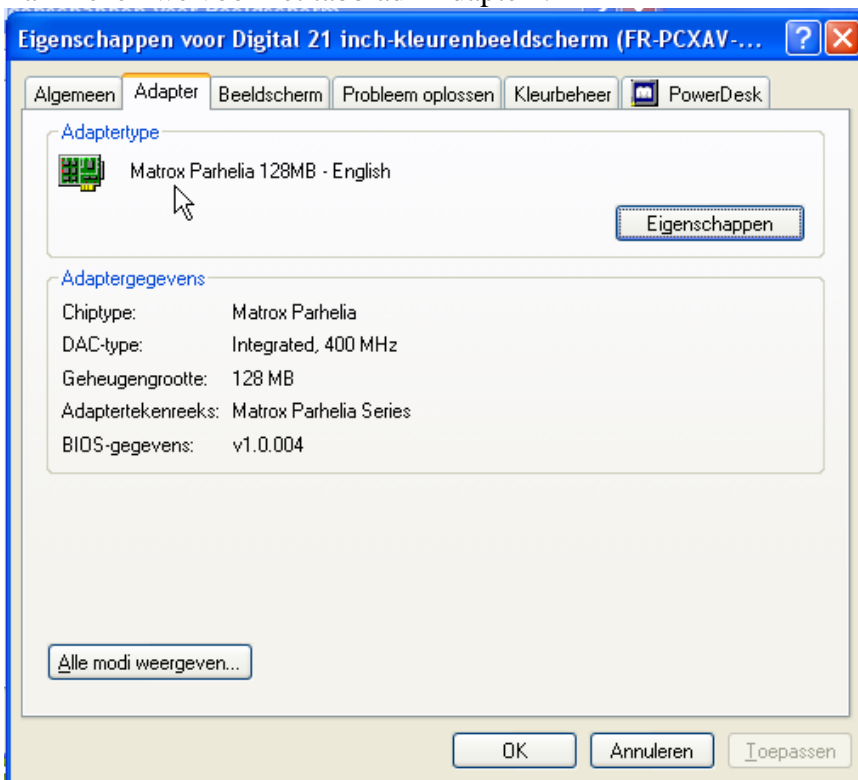 Eigenschappen voor Digital 21 inch-kleurenbeeldscherm (FR-PCXAV-...
Algemeen Adapter Beeldscherm Probleem oplossen Kleurbeheer PowerDesk
Adaptertype
Matrox Parhelia 128MB - English
Eigenschappen
Adaptergegevens
Chiptype: Matrox Parhelia
DAC-type: Integrated, 400 MHz
Geheugengrootte: 128 MB
Adaptertekenreeks: Matrox Parhelia Series
BIOS-gegevens: v1.0.004
Alle modi weergeven...
OK Annuleren Toepassen